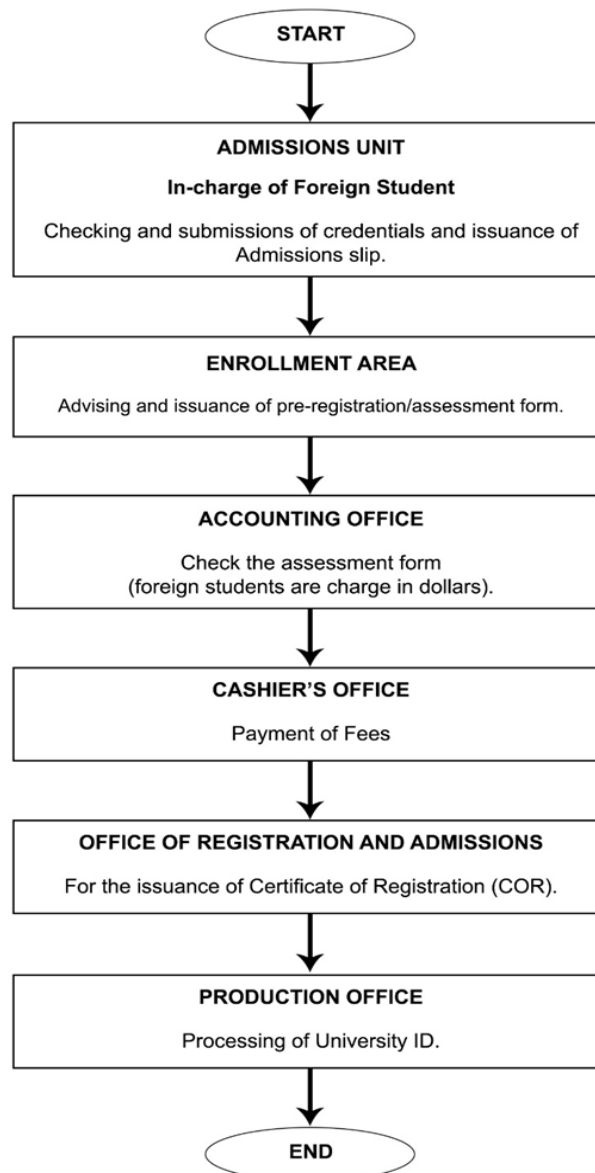 START
ADMISSIONS UNIT
In-charge of Foreign Student
Checking and submissions of credentials and issuance of
Admissions slip.
ENROLLMENT AREA
Advising and issuance of pre-registration/assessment form.
ACCOUNTING OFFICE
Check the assessment form
(foreign students are charge in dollars).
CASHIER'S OFFICE
Payment of Fees
OFFICE OF REGISTRATION AND ADMISSIONS
For the issuance of Certificate of Registration (COR).
PRODUCTION OFFICE
Processing of University ID.
END